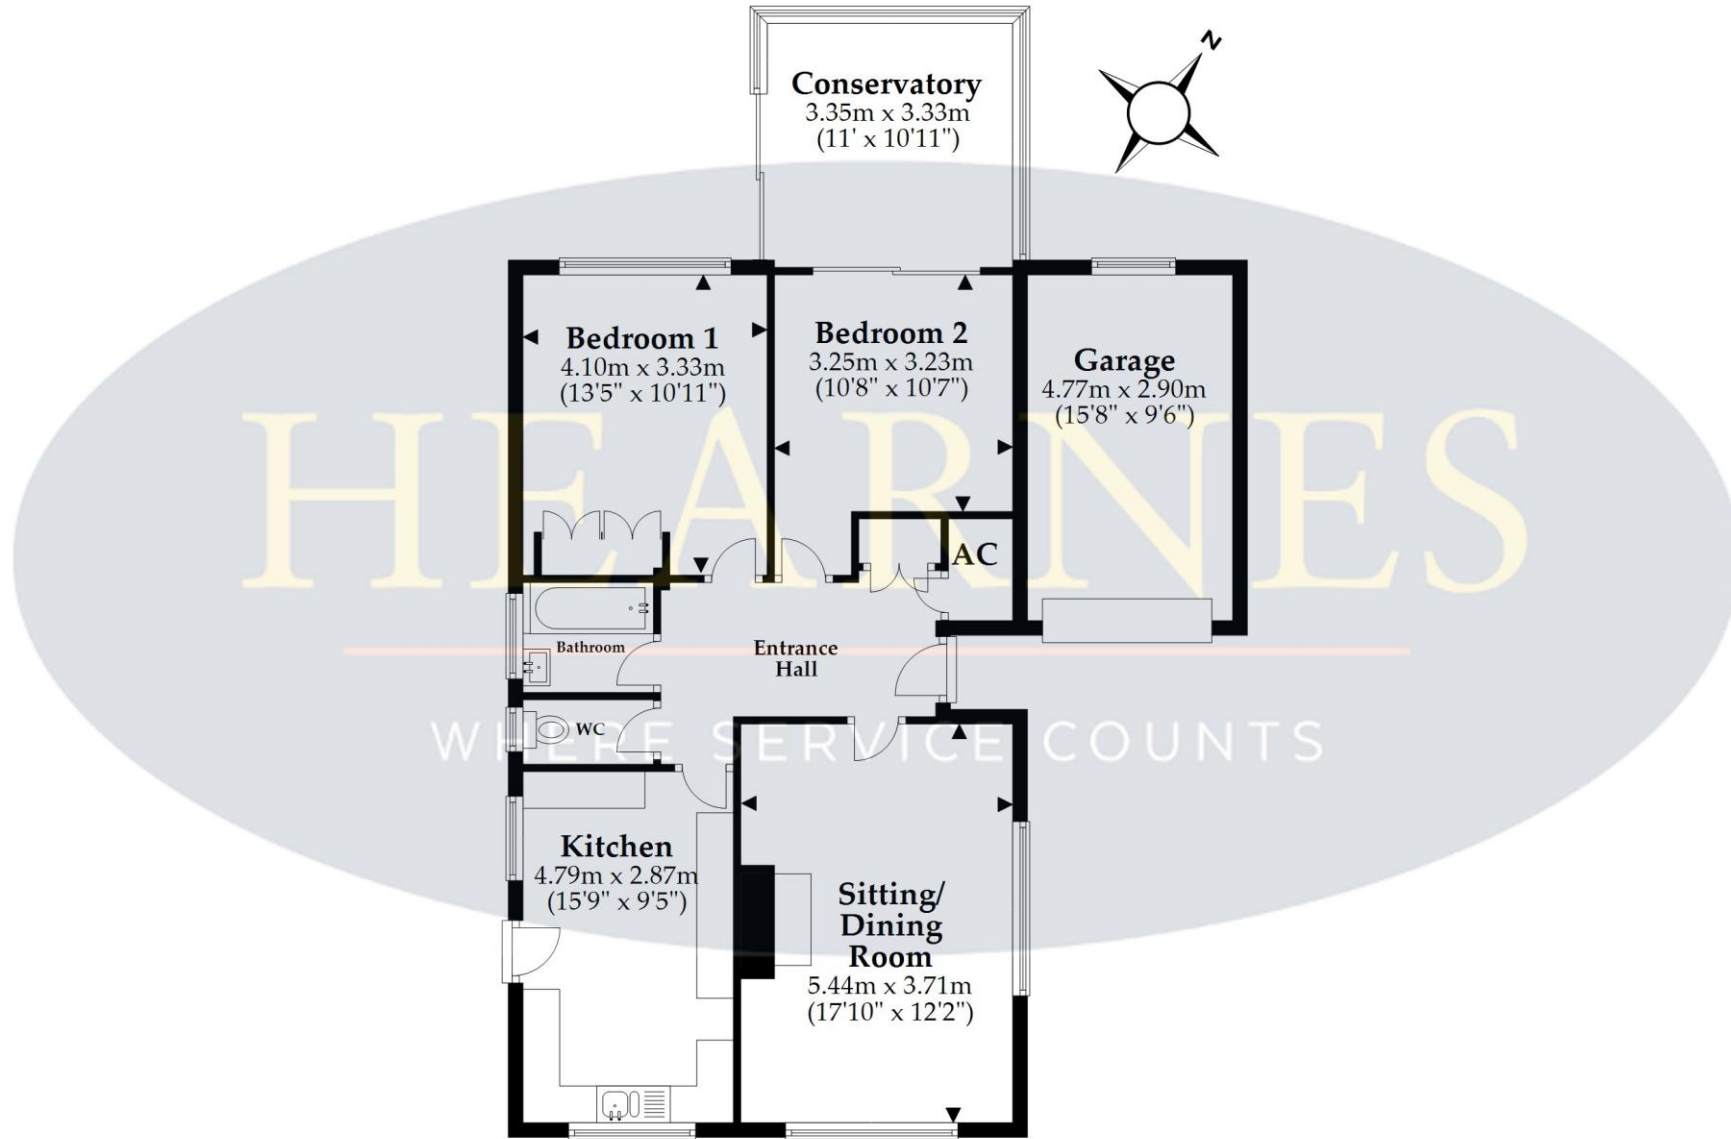 N
Conservatory
3.35m x 3.33m
(11' x 10'11")
Bedroom 1
4.10m x 3.33m
(13'5" x 10'11")
Bedroom 2
3.25m x 3.23m
(10'8" x 10'7")
Garage
4.77m x 2.90m
(15'8" x 9'6")
HEARNES
AC
Bathroom
Entrance
Hall
WC
WHERE SERVICE COUNTS
Kitchen
4.79m x 2.87m
(15'9" x 9'5")
Sitting/
Dining
Room
5.44m x 3.71m
(17'10" x 12'2")